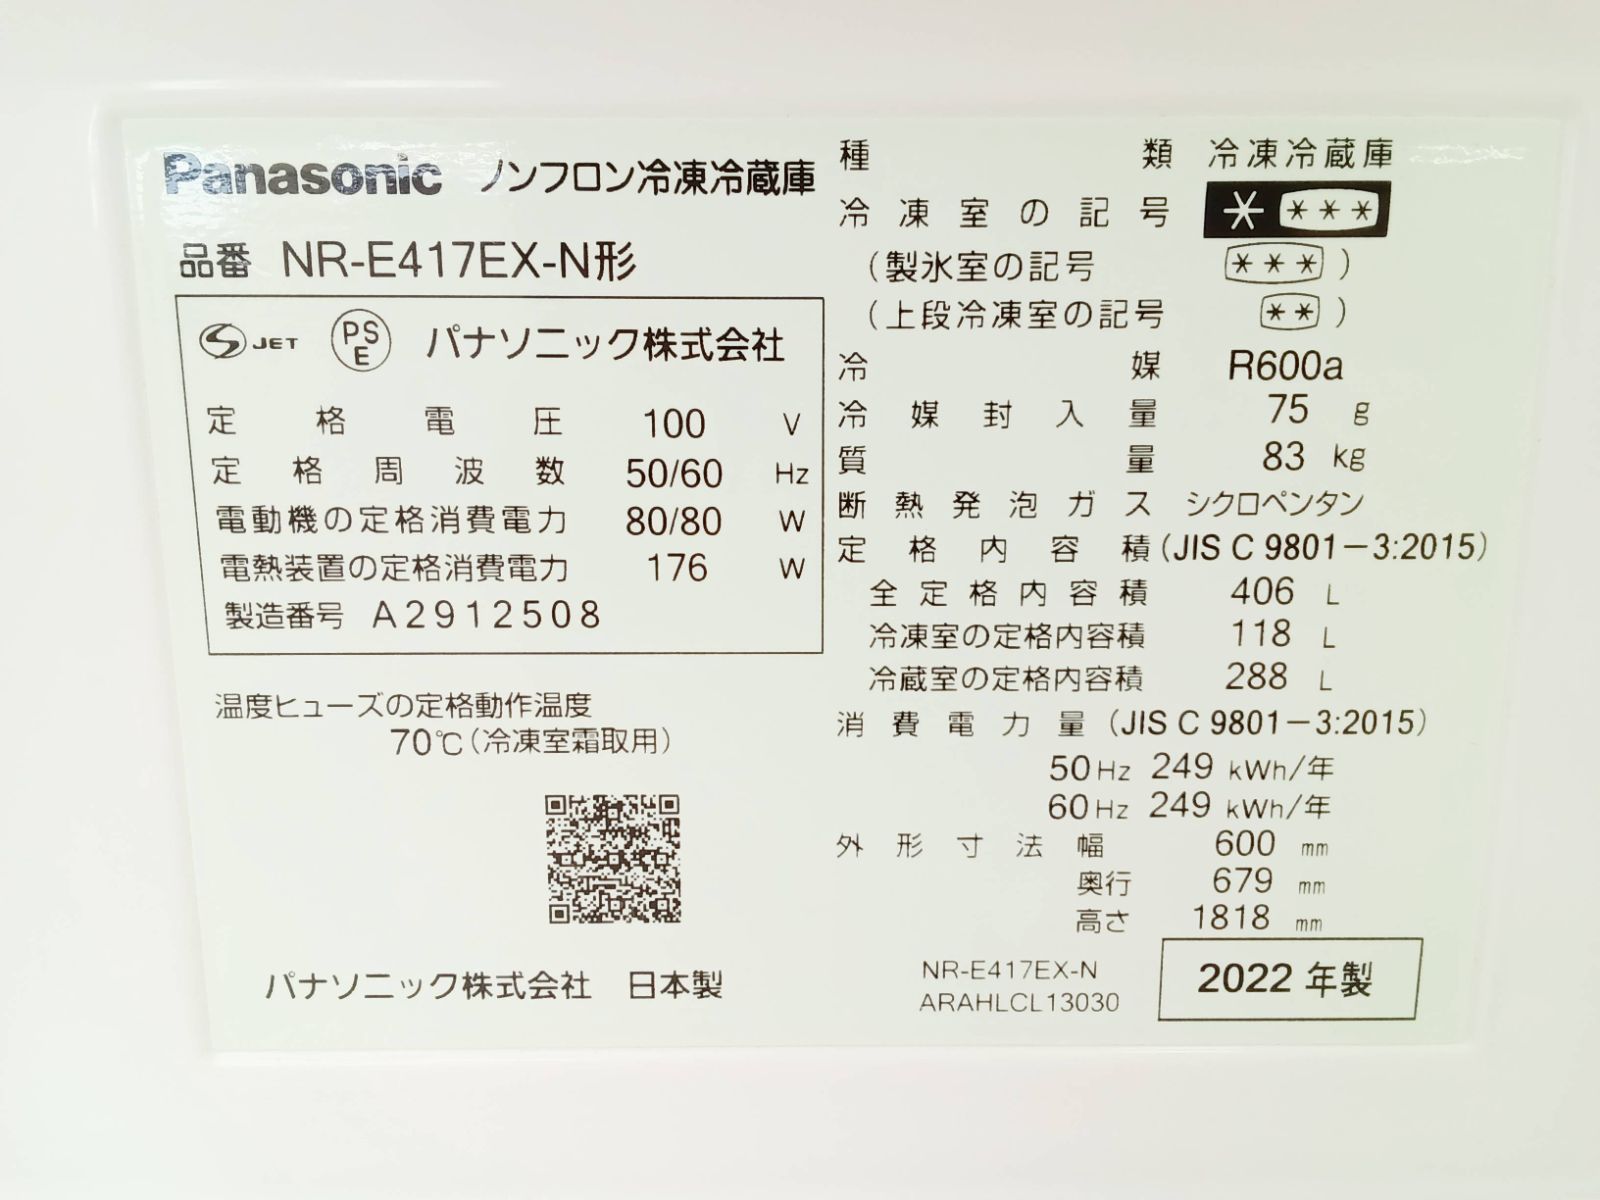 Panasonic ノンフロン冷凍冷蔵庫
品番 NR-E417EX-N形
S JET PSE パナソニック株式会社
定格電圧 100 V
定格周波数 50/60 Hz
電動機の定格消費電力 80/80 W
電熱装置の定格消費電力 176 W
製造番号 A2912508
温度ヒューズの定格動作温度
70℃(冷凍室霜取用)
パナソニック株式会社 日本製
種類 冷凍冷蔵庫
冷凍室の記号 * ***
(製氷室の記号 ***)
(上段冷凍室の記号 **)
冷媒 R600a
冷媒封入量 75 g
質量 83 kg
断熱発泡ガス シクロペンタン
定格内容積(JIS C 9801-3:2015)
全定格内容積 406 L
冷凍室の定格内容積 118 L
冷蔵室の定格内容積 288 L
消費電力量(JIS C 9801-3:2015)
50Hz 249 kWh/年
60Hz 249 kWh/年
外形寸法 幅 600 mm
奥行 679 mm
高さ 1818 mm
NR-E417EX-N
ARAHLCL13030
2022年製